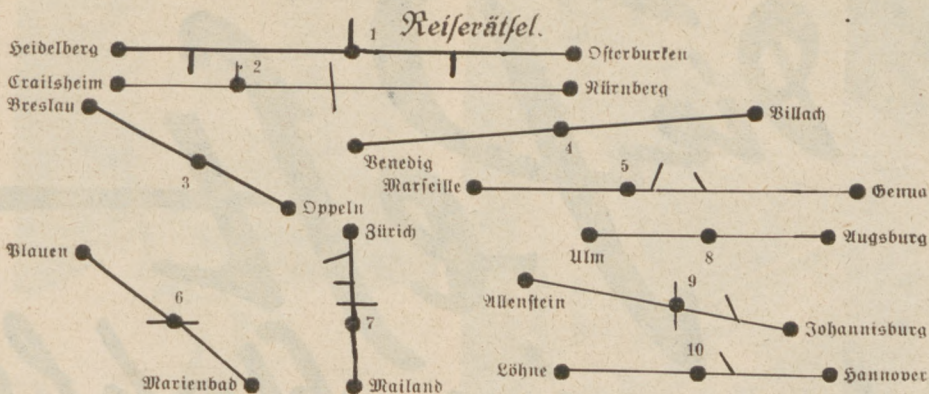 Reiserätsel.
Heidelberg 1 Osterburken
Crailsheim 2 Nürnberg
Breslau Villach
4
Venedig
3 Marseille 5 Genua
Oppeln
Zürich
Plauen Ulm 8 Augsburg
9
Allenstein
6
7 Johannisburg
10
Löhne Hannover
Marienbad Mailand